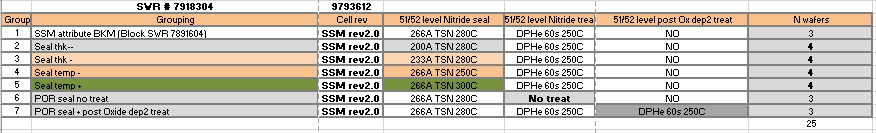 SWR # 7918304 9793612
Group Grouping Cell rev 51/52 level Nitride seal 51/52 level Nitride trea 51/52 level post Ox dep2 treat N wafers
1 SSM attribute BKM (Block SWR 7891604) SSM rev2.0 266A TSN 280C DPHe 60s 250C NO 3
2 Seal thk-- SSM rev2.0 200A TSN 280C DPHe 60s 250C NO 4
3 Seal thk - SSM rev2.0 233A TSN 280C DPHe 60s 250C NO 4
4 Seal temp - SSM rev2.0 266A TSN 250C DPHe 60s 250C NO 4
5 Seal temp + SSM rev2.0 266A TSN 300C DPHe 60s 250C NO 4
6 POR seal no treat SSM rev2.0 266A TSN 280C No treat NO 3
7 POR seal + post Oxide dep2 treat SSM rev2.0 266A TSN 280C DPHe 60s 250C DPHe 60s 250C 3
25